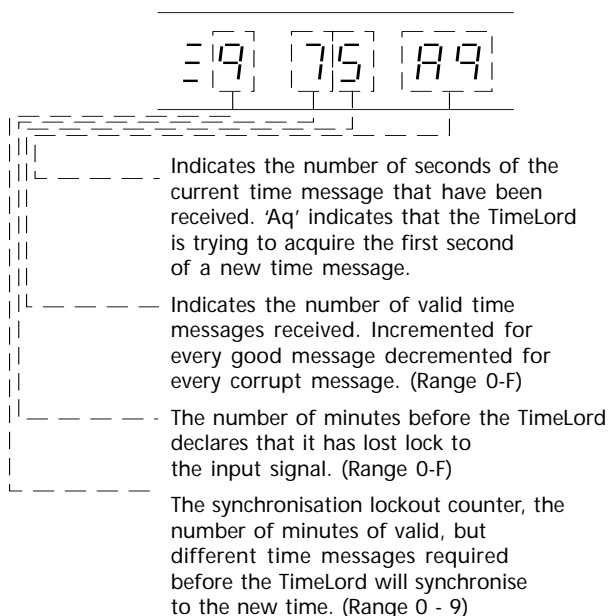 ≡9 75 Aq
Indicates the number of seconds of the
current time message that have been
received. ‘Aq’ indicates that the TimeLord
is trying to acquire the first second
of a new time message.
Indicates the number of valid time
messages received. Incremented for
every good message decremented for
every corrupt message. (Range 0-F)
The number of minutes before the TimeLord
declares that it has lost lock to
the input signal. (Range 0-F)
The synchronisation lockout counter, the
number of minutes of valid, but
different time messages required
before the TimeLord will synchronise
to the new time. (Range 0 - 9)